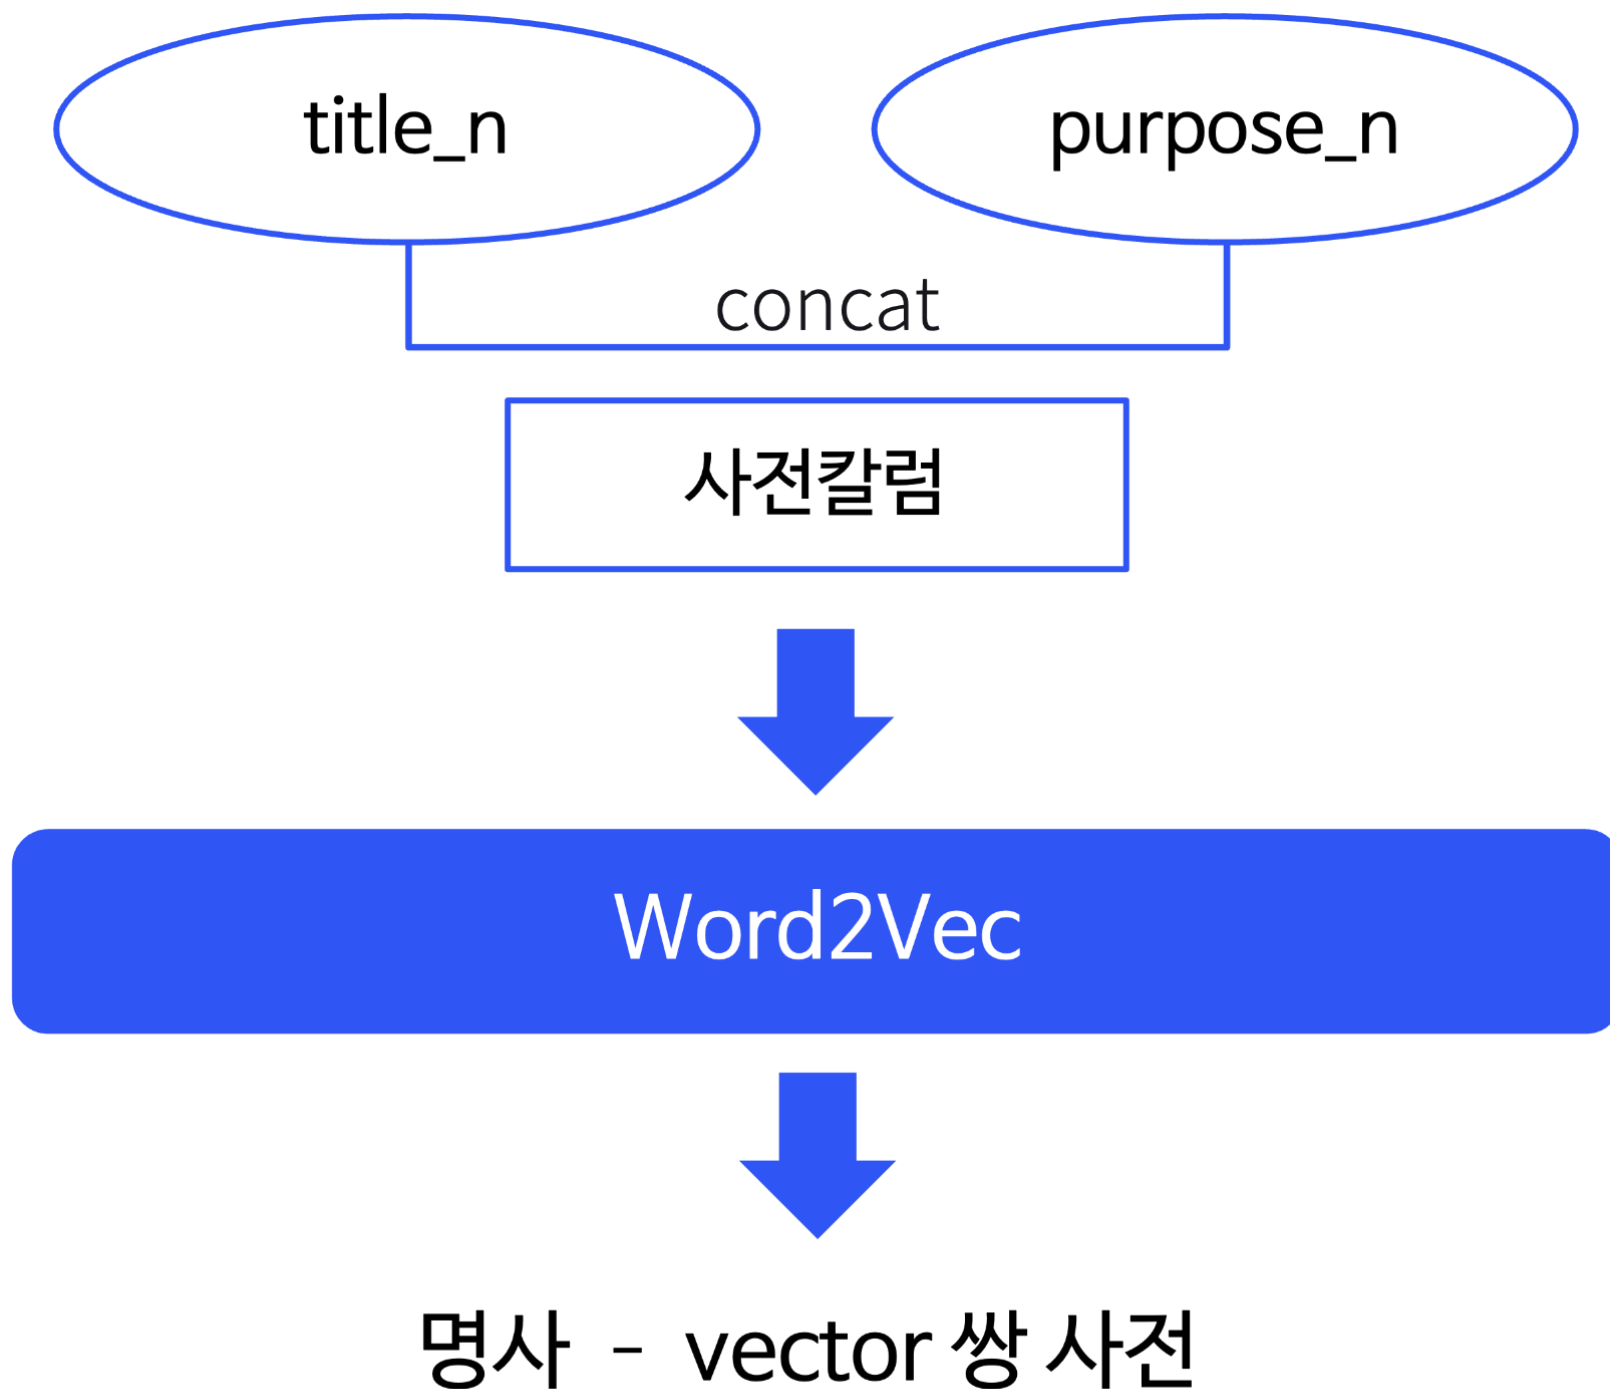 title_n
purpose_n
concat
사전칼럼
Word2Vec
명사 - vector 쌍 사전